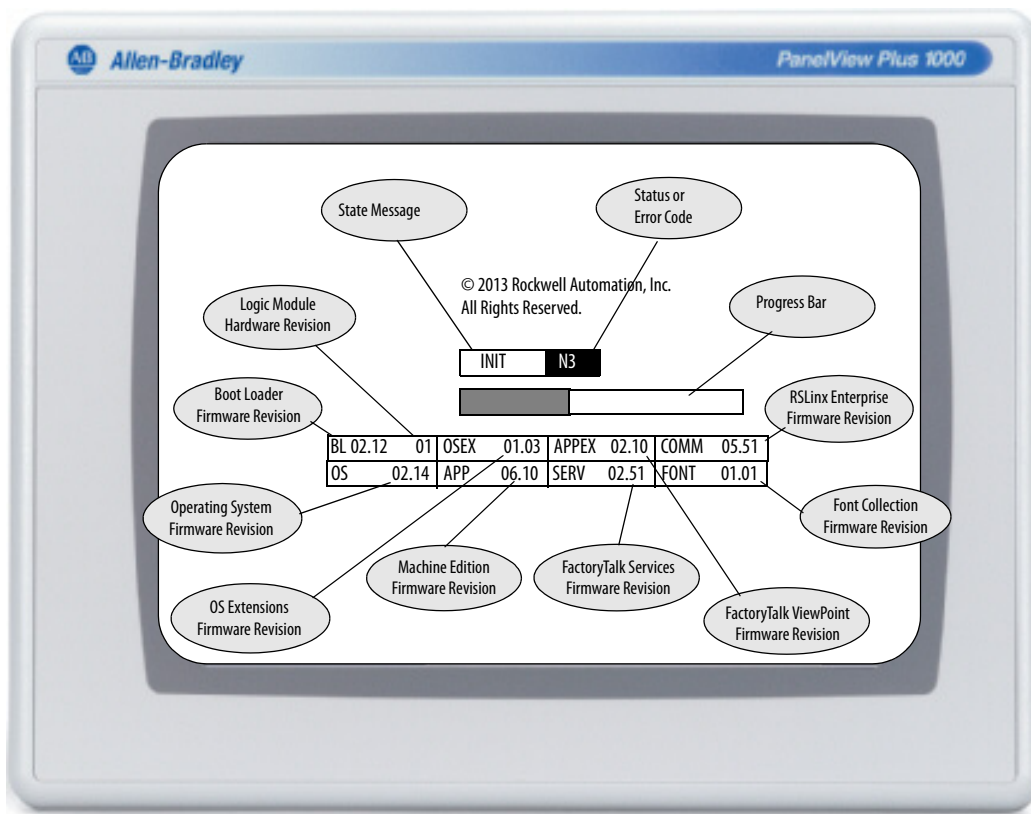 AB Allen-Bradley
PanelView Plus 1000
State Message
Status or
Error Code
© 2013 Rockwell Automation, Inc.
All Rights Reserved.
Logic Module
Hardware Revision
Progress Bar
INIT N3
Boot Loader
Firmware Revision
RSLinx Enterprise
Firmware Revision
BL 02.12 01 OSEX 01.03 APPEX 02.10 COMM 05.51
OS 02.14 APP 06.10 SERV 02.51 FONT 01.01
Operating System
Firmware Revision
Font Collection
Firmware Revision
Machine Edition
Firmware Revision
FactoryTalk Services
Firmware Revision
OS Extensions
Firmware Revision
FactoryTalk ViewPoint
Firmware Revision